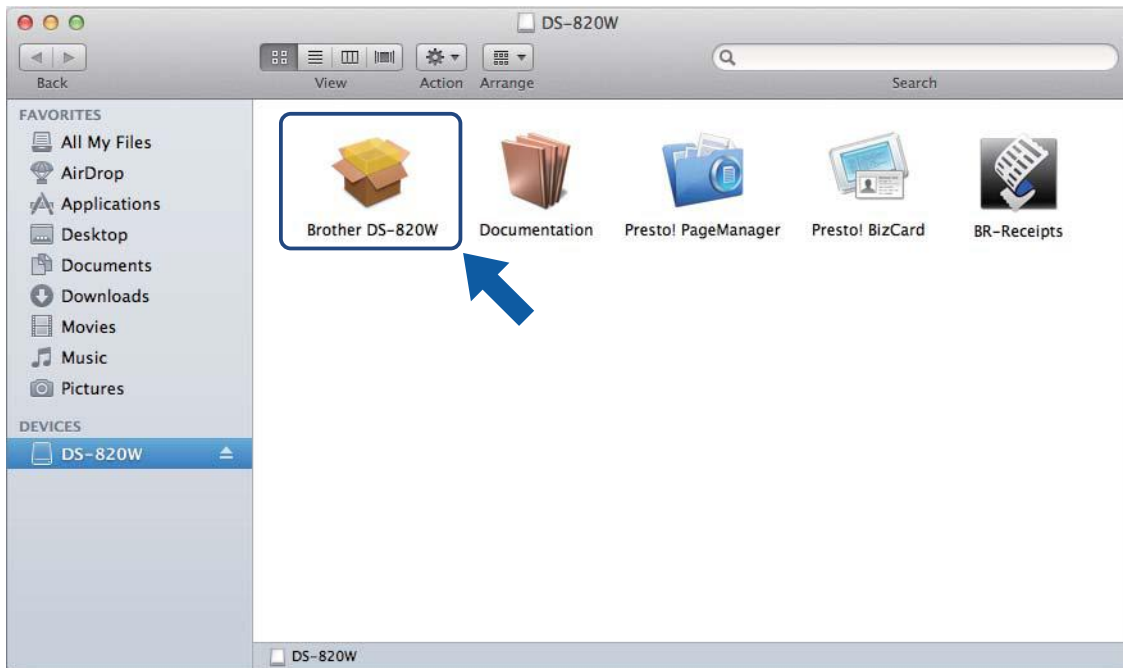 DS-820W
Back
View
Action
Arrange
Search
FAVORITES
All My Files
AirDrop
Applications
Desktop
Documents
Downloads
Movies
Music
Pictures
DEVICES
DS-820W
Brother DS-820W
Documentation
Presto! PageManager
Presto! BizCard
BR-Receipts
DS-820W